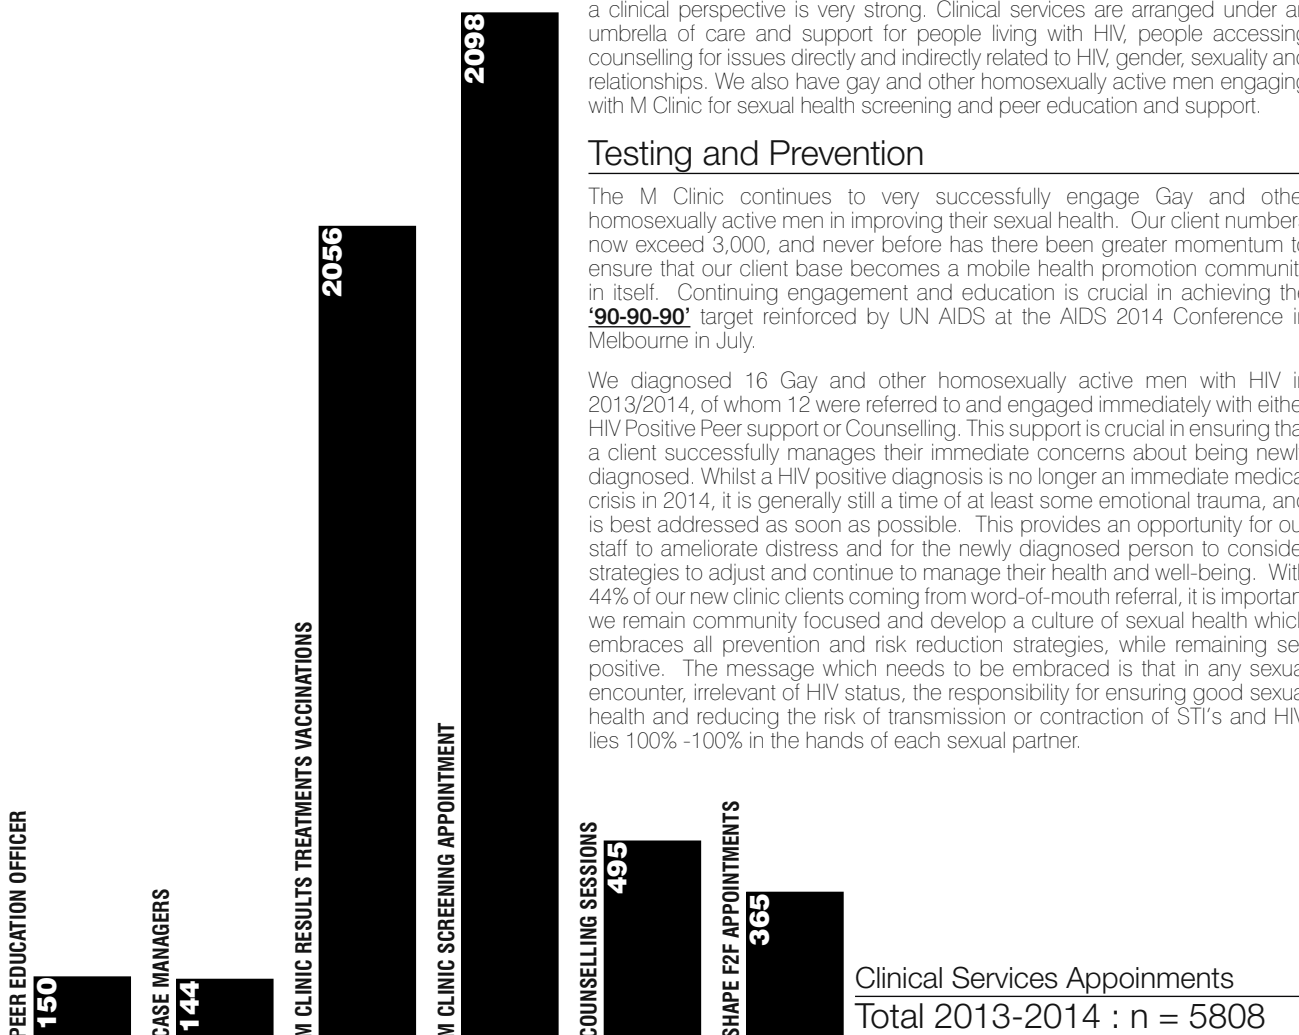 a clinical perspective is very strong. Clinical services are arranged under
umbrella of care and support for people living with HIV, people accessing
counselling for issues directly and indirectly related to HIV, gender, sexuality and
relationships. We also have gay and other homosexually active men engaging
with M Clinic for sexual health screening and peer education and support.
Testing and Prevention
The M Clinic continues to very successfully engage Gay and othe
homosexually active men in improving their sexual health. Our client number
now exceed 3,000, and never before has there been greater momentum to
ensure that our client base becomes a mobile health promotion communit
in itself. Continuing engagement and education is crucial in achieving the
‘90-90-90’ target reinforced by UN AIDS at the AIDS 2014 Conference i
Melbourne in July.
We diagnosed 16 Gay and other homosexually active men with HIV i
2013/2014, of whom 12 were referred to and engaged immediately with eithe
HIV Positive Peer support or Counselling. This support is crucial in ensuring tha
a client successfully manages their immediate concerns about being newl
diagnosed. Whilst a HIV positive diagnosis is no longer an immediate medica
crisis in 2014, it is generally still a time of at least some emotional trauma, and
is best addressed as soon as possible. This provides an opportunity for ou
staff to ameliorate distress and for the newly diagnosed person to conside
strategies to adjust and continue to manage their health and well-being. With
44% of our new clinic clients coming from word-of-mouth referral, it is importan
we remain community focused and develop a culture of sexual health which
embraces all prevention and risk reduction strategies, while remaining se
positive. The message which needs to be embraced is that in any sexua
encounter, irrelevant of HIV status, the responsibility for ensuring good sexua
health and reducing the risk of transmission or contraction of STI's and HIV
lies 100% -100% in the hands of each sexual partner.
PEER EDUCATION OFFICER
150
CASE MANAGERS
144
M CLINIC RESULTS TREATMENTS VACCINATIONS
2056
M CLINIC SCREENING APPOINTMENT
2098
COUNSELLING SESSIONS
495
SHAPE F2F APPOINTMENTS
365
Clinical Services Appoinments
Total 2013-2014 : n = 5808